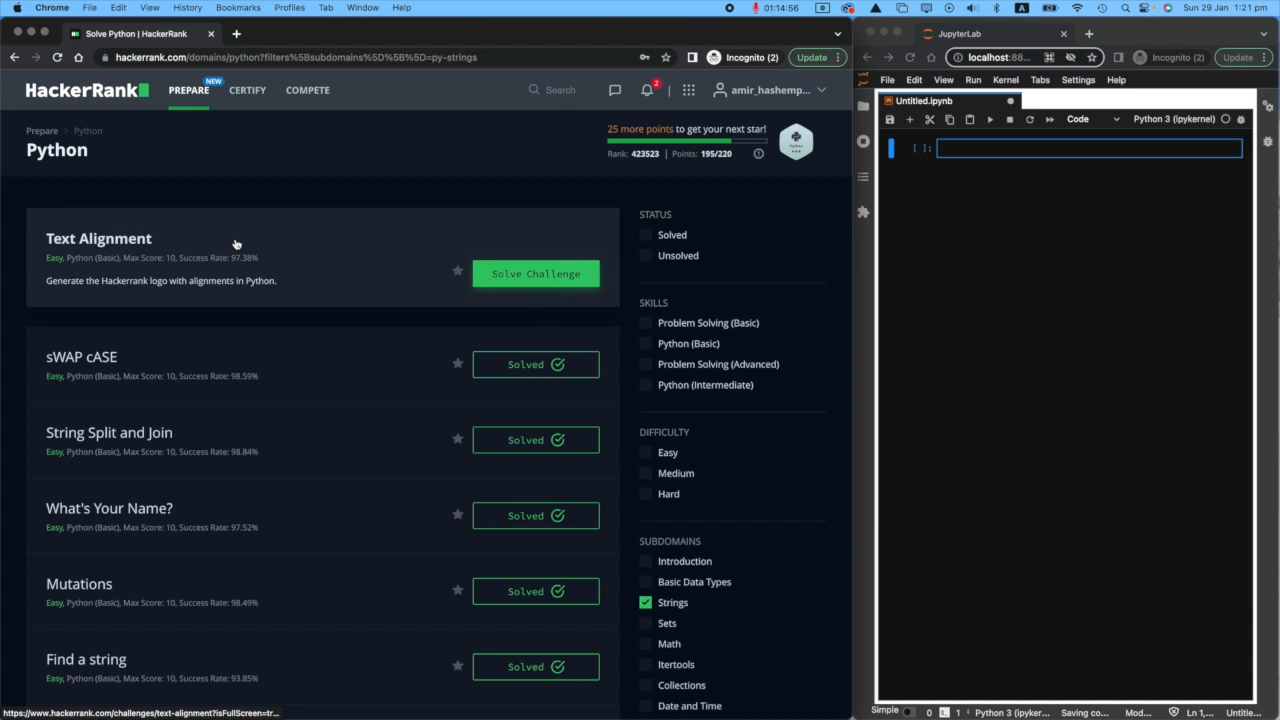 Chrome File Edit View History Bookmarks Profiles Tab Window Help 01:14:56 A Sun 29 Jan 1:21 pm
Solve Python | HackerRank
hackerrank.com/domains/python?filters%5Bsubdomains%5D%5B%5D=py-strings Incognito (2) Update
HackerRank PREPARE NEW CERTIFY COMPETE Search 2 amir_hashemp...
Prepare > Python
Python
25 more points to get your next star!
Rank: 423523 | Points: 195/220
Python
Text Alignment
Easy, Python (Basic), Max Score: 10, Success Rate: 97.38%
Generate the Hackerrank logo with alignments in Python.
Solve Challenge
sWAP cASE
Easy, Python (Basic), Max Score: 10, Success Rate: 98.59%
Solved
String Split and Join
Easy, Python (Basic), Max Score: 10, Success Rate: 98.84%
Solved
What's Your Name?
Easy, Python (Basic), Max Score: 10, Success Rate: 97.52%
Solved
Mutations
Easy, Python (Basic), Max Score: 10, Success Rate: 98.49%
Solved
Find a string
Easy, Python (Basic), Max Score: 10, Success Rate: 93.85%
Solved
https://www.hackerrank.com/challenges/text-alignment?isFullScreen=tr...
STATUS
Solved
Unsolved
SKILLS
Problem Solving (Basic)
Python (Basic)
Problem Solving (Advanced)
Python (Intermediate)
DIFFICULTY
Easy
Medium
Hard
SUBDOMAINS
Introduction
Basic Data Types
Strings
Sets
Math
Itertools
Collections
Date and Time
JupyterLab
localhost:88... Incognito (2) Update
File Edit View Run Kernel Tabs Settings Help
Untitled.ipynb
Code Python 3 (ipykernel)
[ ]:
Simple 0 1 Python 3 (ipyker... Saving co... Mod... Ln 1,... Untitle...